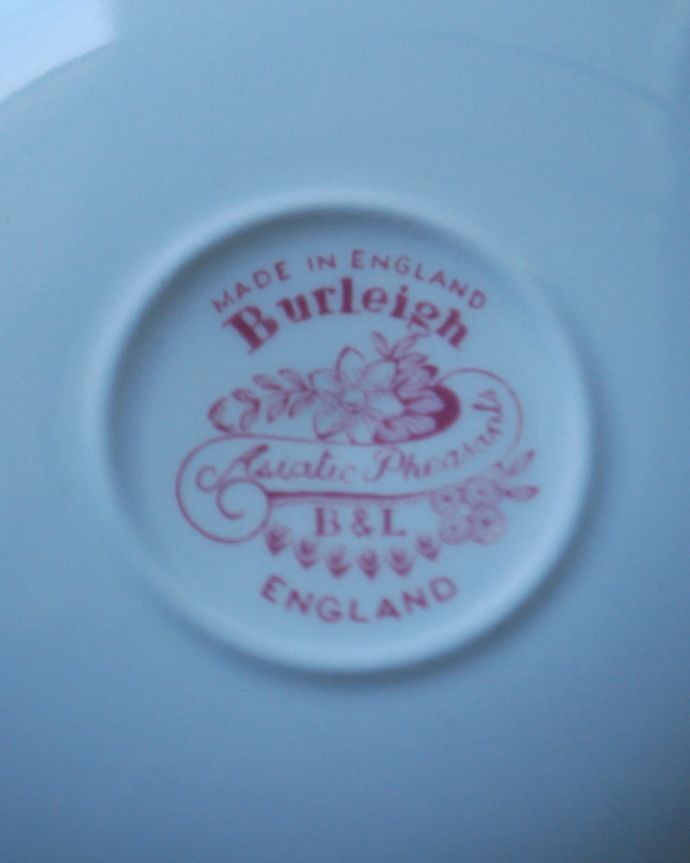 MADE IN ENGLAND
Burleigh
Asiatic Pheasants
B & L
ENGLAND